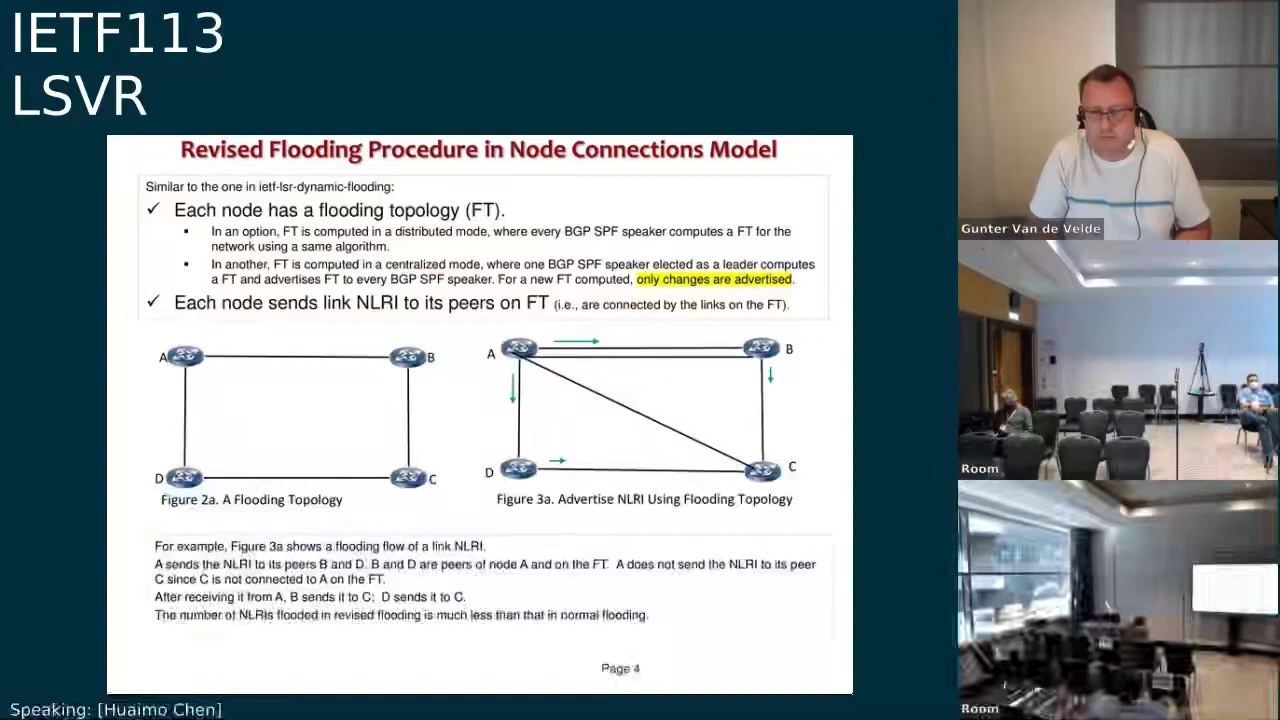 IETF113
LSVR
Revised Flooding Procedure in Node Connections Model
Similar to the one in ietf-lsr-dynamic-flooding:
✓ Each node has a flooding topology (FT).
▪ In an option, FT is computed in a distributed mode, where every BGP SPF speaker computes a FT for the
network using a same algorithm.
▪ In another, FT is computed in a centralized mode, where one BGP SPF speaker elected as a leader computes
a FT and advertises FT to every BGP SPF speaker. For a new FT computed, only changes are advertised.
✓ Each node sends link NLRI to its peers on FT (i.e., are connected by the links on the FT).
A
B
D
C
Figure 2a. A Flooding Topology
A
B
D
C
Figure 3a. Advertise NLRI Using Flooding Topology
For example, Figure 3a shows a flooding flow of a link NLRI.
A sends the NLRI to its peers B and D. B and D are peers of node A and on the FT. A does not send the NLRI to its peer
C since C is not connected to A on the FT.
After receiving it from A, B sends it to C; D sends it to C.
The number of NLRIs flooded in revised flooding is much less than that in normal flooding.
Page 4
Speaking: [Huaimo Chen]
Gunter Van de Velde
Room
Room